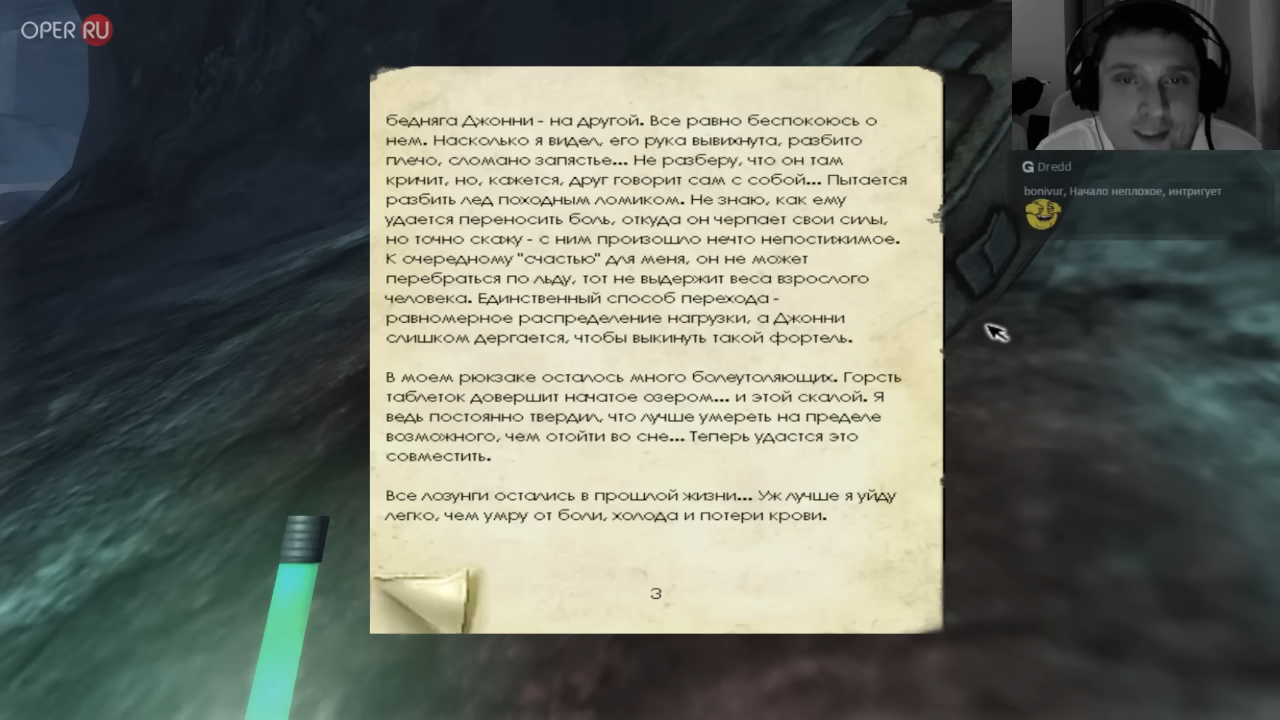 OPER RU
бедняга Джонни - на другой. Все равно беспокоюсь о
нем. Насколько я видел, его рука вывихнута, разбито
плечо, сломано запястье... Не разберу, что он там
кричит, но, кажется, друг говорит сам с собой... Пытается
разбить лед походным ломиком. Не знаю, как ему
удается переносить боль, откуда он черпает свои силы,
но точно скажу - с ним произошло нечто непостижимое.
К очередному "счастью" для меня, он не может
перебраться по льду, тот не выдержит веса взрослого
человека. Единственный способ перехода -
равномерное распределение нагрузки, а Джонни
слишком дергается, чтобы выкинуть такой фортель.
В моем рюкзаке осталось много болеутоляющих. Горсть
таблеток довершит начатое озером... и этой скалой. Я
ведь постоянно твердил, что лучше умереть на пределе
возможного, чем отойти во сне... Теперь удастся это
совместить.
Все лозунги остались в прошлой жизни... Уж лучше я уйду
легко, чем умру от боли, холода и потери крови.
3
G Dredd
bonivur, Начало неплохое, интригует